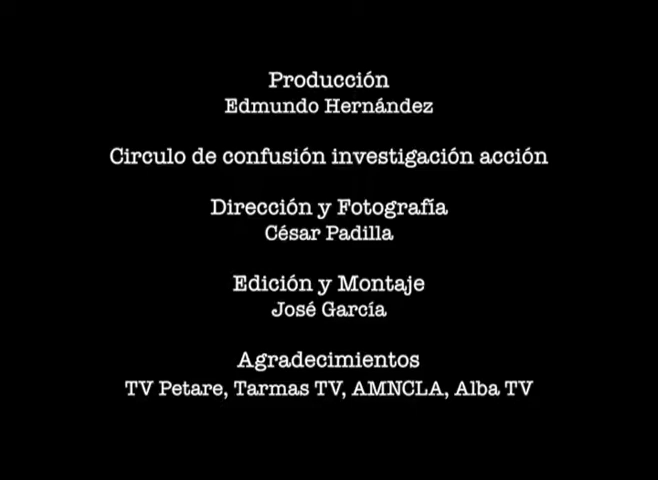 Producción
Edmundo Hernández
Circulo de confusión investigación acción
Dirección y Fotografía
César Padilla
Edición y Montaje
José García
Agradecimientos
TV Petare, Tarmas TV, AMNCLA, Alba TV